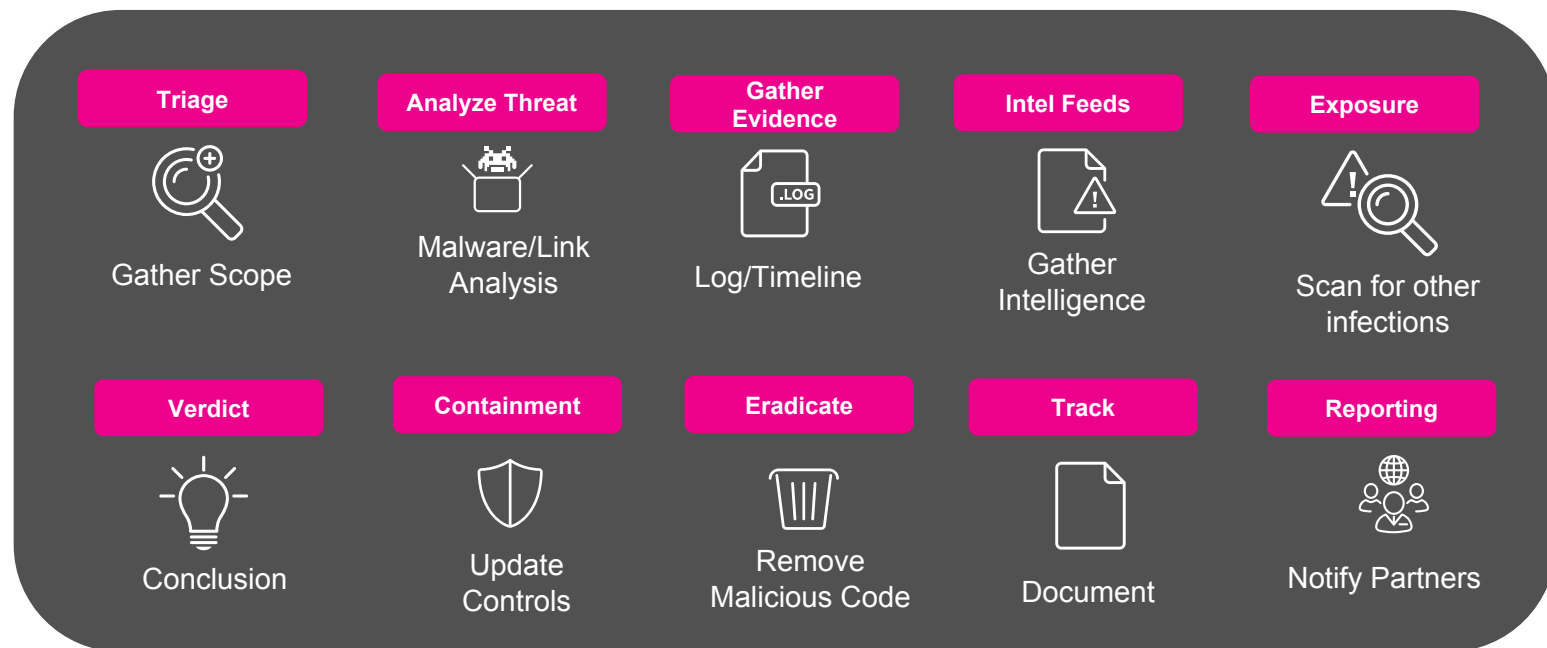 Triage
Analyze Threat
Gather
Evidence
Intel Feeds
Exposure
.LOG
!
!
Gather Scope
Malware/Link
Analysis
Log/Timeline
Gather
Intelligence
Scan for other
infections
Verdict
Containment
Eradicate
Track
Reporting
Conclusion
Update
Controls
Remove
Malicious Code
Document
Notify Partners